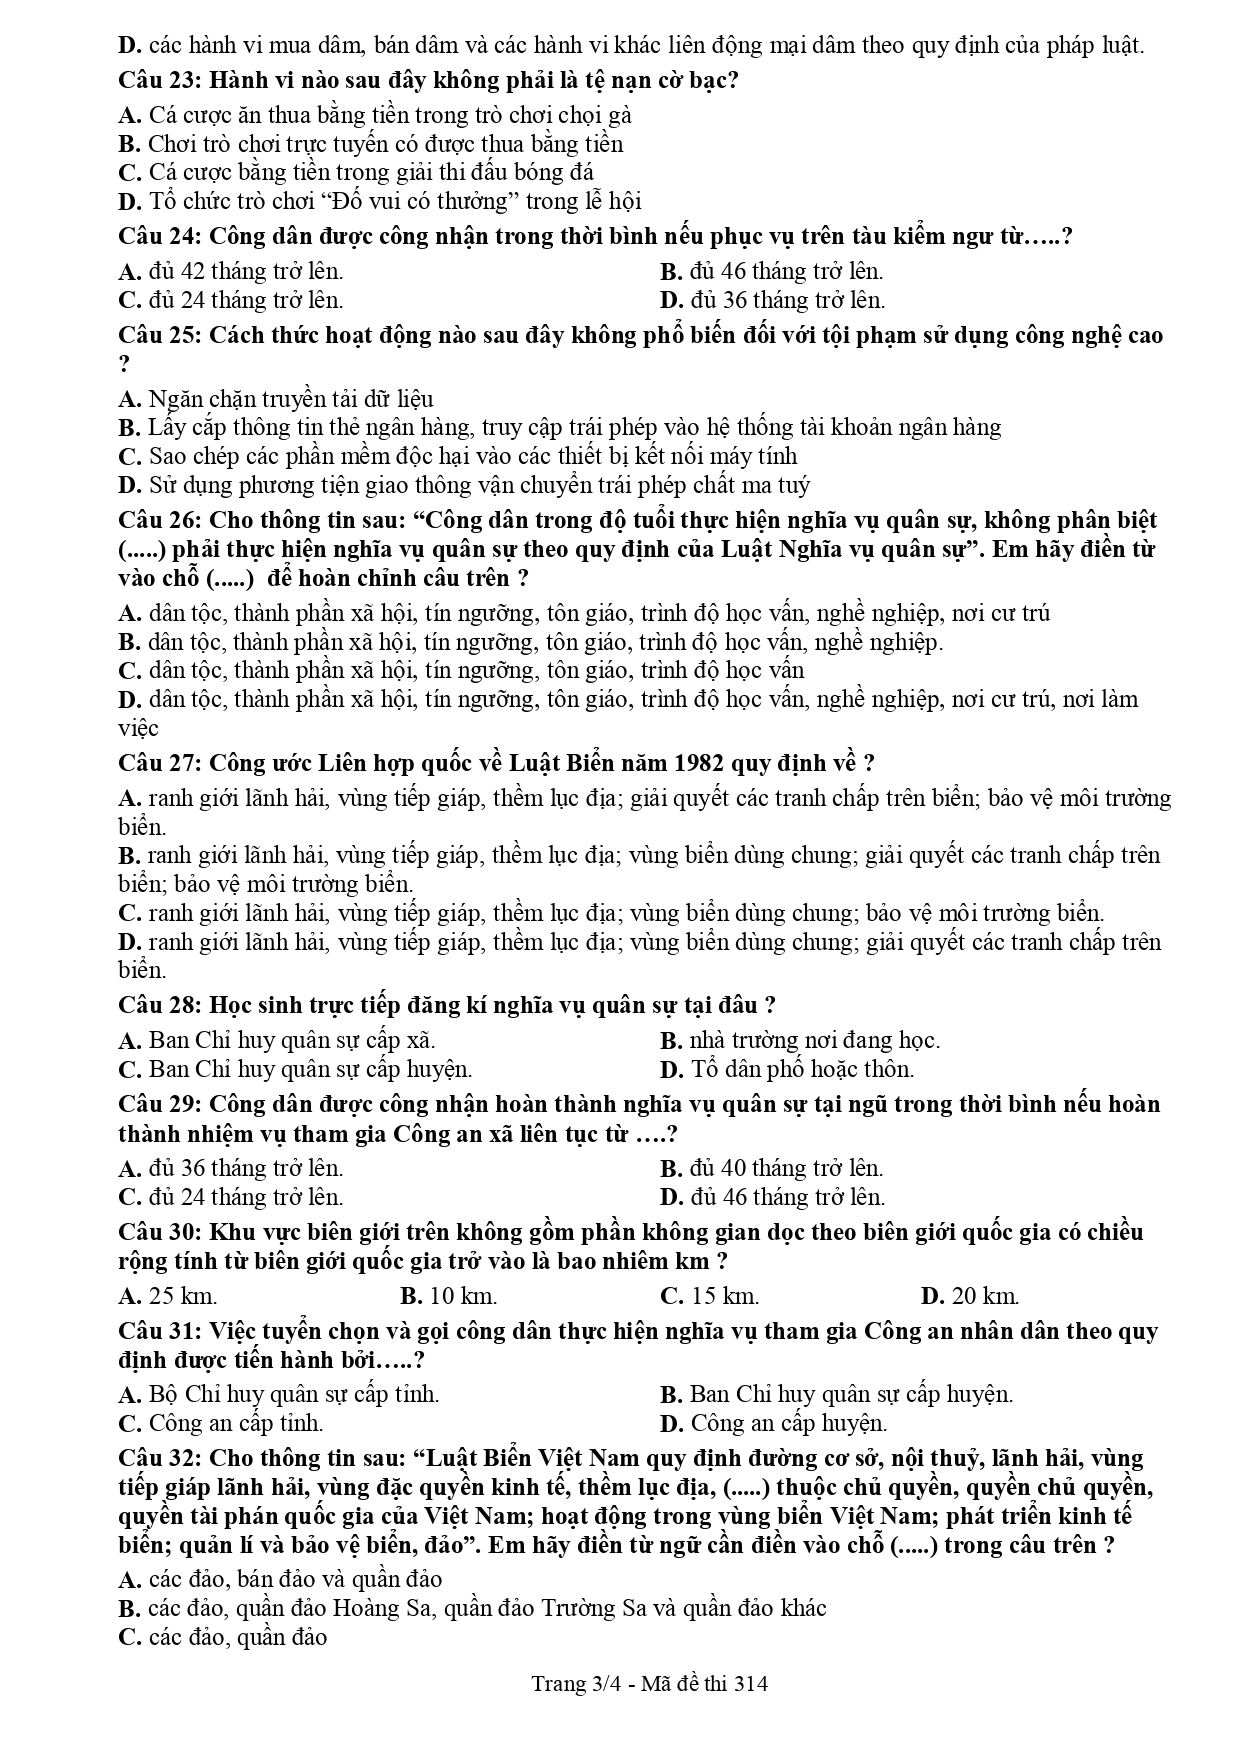 D. các hành vi mua dâm, bán dâm và các hành vi khác liên động mại dâm theo quy định của pháp luật.
Câu 23: Hành vi nào sau đây không phải là tệ nạn cờ bạc?
A. Cá cược ăn thua bằng tiền trong trò chơi chọi gà
B. Chơi trò chơi trực tuyến có được thua bằng tiền
C. Cá cược bằng tiền trong giải thi đấu bóng đá
D. Tổ chức trò chơi “Đố vui có thưởng” trong lễ hội
Câu 24: Công dân được công nhận trong thời bình nếu phục vụ trên tàu kiểm ngư từ…..?
A. đủ 42 tháng trở lên. B. đủ 46 tháng trở lên.
C. đủ 24 tháng trở lên. D. đủ 36 tháng trở lên.
Câu 25: Cách thức hoạt động nào sau đây không phổ biến đối với tội phạm sử dụng công nghệ cao
?
A. Ngăn chặn truyền tải dữ liệu
B. Lấy cắp thông tin thẻ ngân hàng, truy cập trái phép vào hệ thống tài khoản ngân hàng
C. Sao chép các phần mềm độc hại vào các thiết bị kết nối máy tính
D. Sử dụng phương tiện giao thông vận chuyển trái phép chất ma tuý
Câu 26: Cho thông tin sau: “Công dân trong độ tuổi thực hiện nghĩa vụ quân sự, không phân biệt
(.....) phải thực hiện nghĩa vụ quân sự theo quy định của Luật Nghĩa vụ quân sự”. Em hãy điền từ
vào chỗ (.....) để hoàn chỉnh câu trên ?
A. dân tộc, thành phần xã hội, tín ngưỡng, tôn giáo, trình độ học vấn, nghề nghiệp, nơi cư trú
B. dân tộc, thành phần xã hội, tín ngưỡng, tôn giáo, trình độ học vấn, nghề nghiệp.
C. dân tộc, thành phần xã hội, tín ngưỡng, tôn giáo, trình độ học vấn
D. dân tộc, thành phần xã hội, tín ngưỡng, tôn giáo, trình độ học vấn, nghề nghiệp, nơi cư trú, nơi làm
việc
Câu 27: Công ước Liên hợp quốc về Luật Biển năm 1982 quy định về ?
A. ranh giới lãnh hải, vùng tiếp giáp, thềm lục địa; giải quyết các tranh chấp trên biển; bảo vệ môi trường
biển.
B. ranh giới lãnh hải, vùng tiếp giáp, thềm lục địa; vùng biển dùng chung; giải quyết các tranh chấp trên
biển; bảo vệ môi trường biển.
C. ranh giới lãnh hải, vùng tiếp giáp, thềm lục địa; vùng biển dùng chung; bảo vệ môi trường biển.
D. ranh giới lãnh hải, vùng tiếp giáp, thềm lục địa; vùng biển dùng chung; giải quyết các tranh chấp trên
biển.
Câu 28: Học sinh trực tiếp đăng kí nghĩa vụ quân sự tại đâu ?
A. Ban Chỉ huy quân sự cấp xã. B. nhà trường nơi đang học.
C. Ban Chỉ huy quân sự cấp huyện. D. Tổ dân phố hoặc thôn.
Câu 29: Công dân được công nhận hoàn thành nghĩa vụ quân sự tại ngũ trong thời bình nếu hoàn
thành nhiệm vụ tham gia Công an xã liên tục từ ….?
A. đủ 36 tháng trở lên. B. đủ 40 tháng trở lên.
C. đủ 24 tháng trở lên. D. đủ 46 tháng trở lên.
Câu 30: Khu vực biên giới trên không gồm phần không gian dọc theo biên giới quốc gia có chiều
rộng tính từ biên giới quốc gia trở vào là bao nhiêm km ?
A. 25 km. B. 10 km. C. 15 km. D. 20 km.
Câu 31: Việc tuyển chọn và gọi công dân thực hiện nghĩa vụ tham gia Công an nhân dân theo quy
định được tiến hành bởi…..?
A. Bộ Chỉ huy quân sự cấp tỉnh. B. Ban Chỉ huy quân sự cấp huyện.
C. Công an cấp tỉnh. D. Công an cấp huyện.
Câu 32: Cho thông tin sau: “Luật Biển Việt Nam quy định đường cơ sở, nội thuỷ, lãnh hải, vùng
tiếp giáp lãnh hải, vùng đặc quyền kinh tế, thềm lục địa, (.....) thuộc chủ quyền, quyền chủ quyền,
quyền tài phán quốc gia của Việt Nam; hoạt động trong vùng biển Việt Nam; phát triển kinh tế
biển; quản lí và bảo vệ biển, đảo”. Em hãy điền từ ngữ cần điền vào chỗ (.....) trong câu trên ?
A. các đảo, bán đảo và quần đảo
B. các đảo, quần đảo Hoàng Sa, quần đảo Trường Sa và quần đảo khác
C. các đảo, quần đảo
Trang 3/4 - Mã đề thi 314